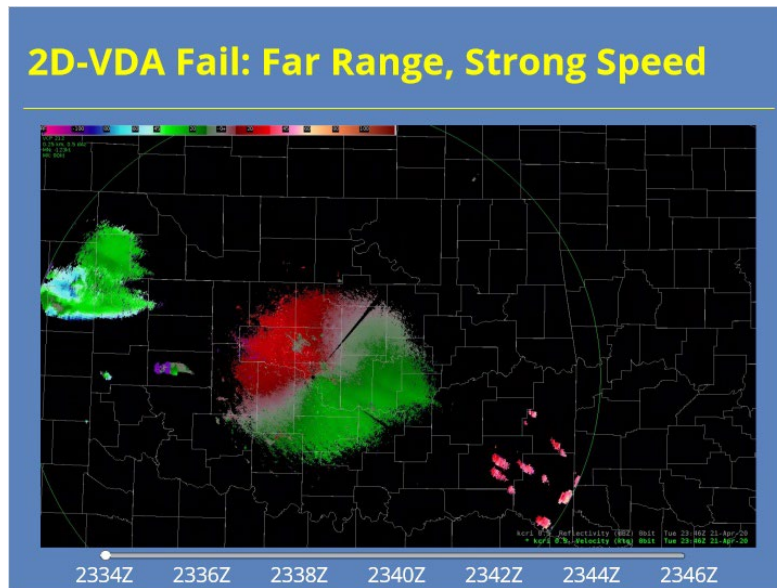 2D-VDA Fail: Far Range, Strong Speed
kcri 0.5 Reflectivity (dBZ) 8bit Tue 23:46Z 21-Apr-20
* kcri 0.5 Velocity (kts) 8bit Tue 23:46Z 21-Apr-20
2334Z 2336Z 2338Z 2340Z 2342Z 2344Z 2346Z